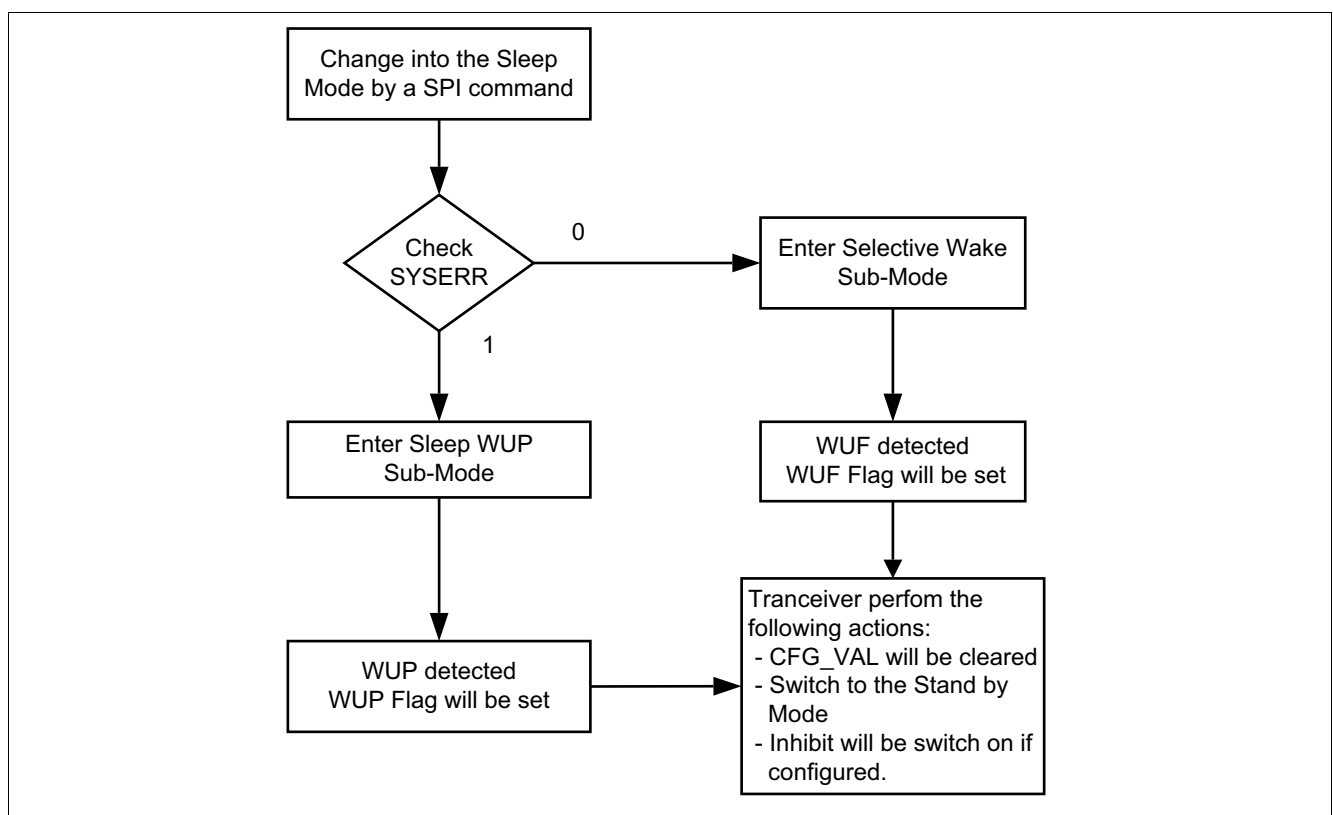 Change into the Sleep
Mode by a SPI command
Check
SYSERR
0
1
Enter Selective Wake
Sub-Mode
Enter Sleep WUP
Sub-Mode
WUF detected
WUF Flag will be set
WUP detected
WUP Flag will be set
Tranceiver perfom the
following actions:
- CFG_VAL will be cleared
- Switch to the Stand by
Mode
- Inhibit will be switch on if
configured.